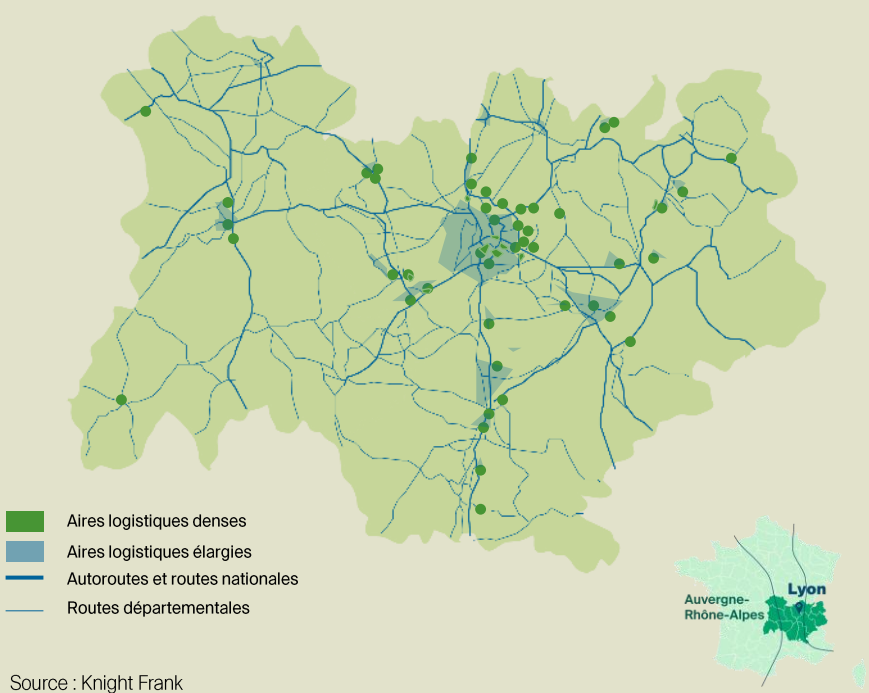 Aires logistiques denses
Aires logistiques élargies
Autoroutes et routes nationales
Routes départementales
Lyon
Auvergne-
Rhône-Alpes
Source : Knight Frank